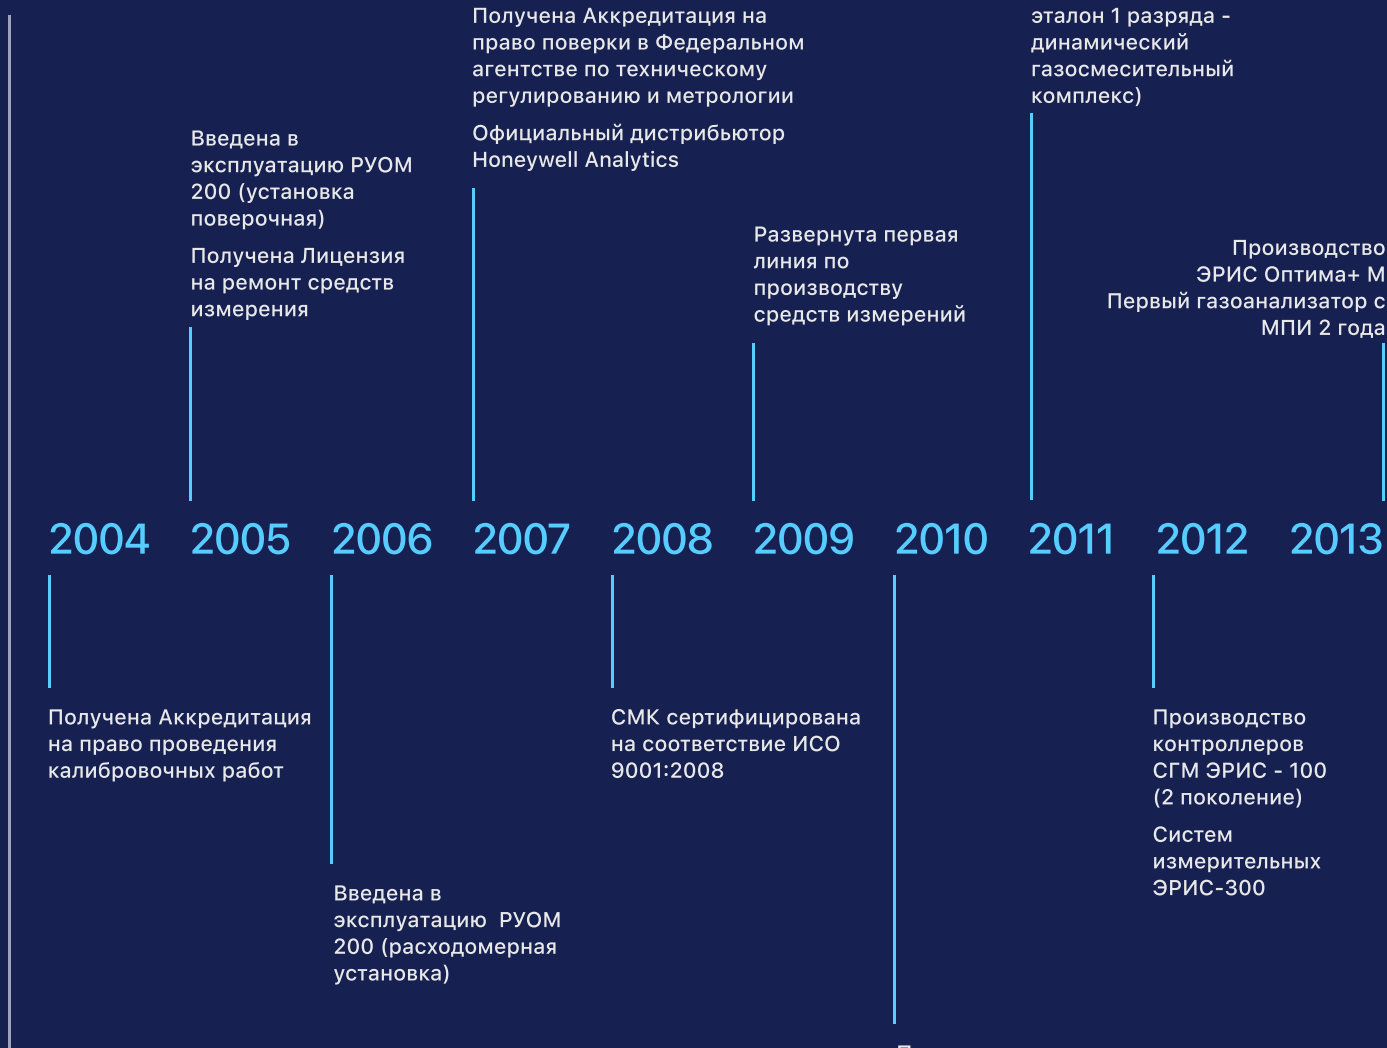 Получена Аккредитация на
право поверки в Федеральном
агентстве по техническому
регулированию и метрологии
Официальный дистрибьютор
Honeywell Analytics
эталон 1 разряда -
динамический
газосмесительный
комплекс)
Введена в
эксплуатацию РУОМ
200 (установка
поверочная)
Получена Лицензия
на ремонт средств
измерения
Развернута первая
линия по
производству
средств измерений
Производство
ЭРИС Оптима+ М
Первый газоанализатор с
МПИ 2 года
2004 2005 2006 2007 2008 2009 2010 2011 2012 2013
Получена Аккредитация
на право проведения
калибровочных работ
СМК сертифицирована
на соответствие ИСО
9001:2008
Производство
контроллеров
СГМ ЭРИС - 100
(2 поколение)
Систем
измерительных
ЭРИС-300
Введена в
эксплуатацию  РУОМ
200 (расходомерная
установка)